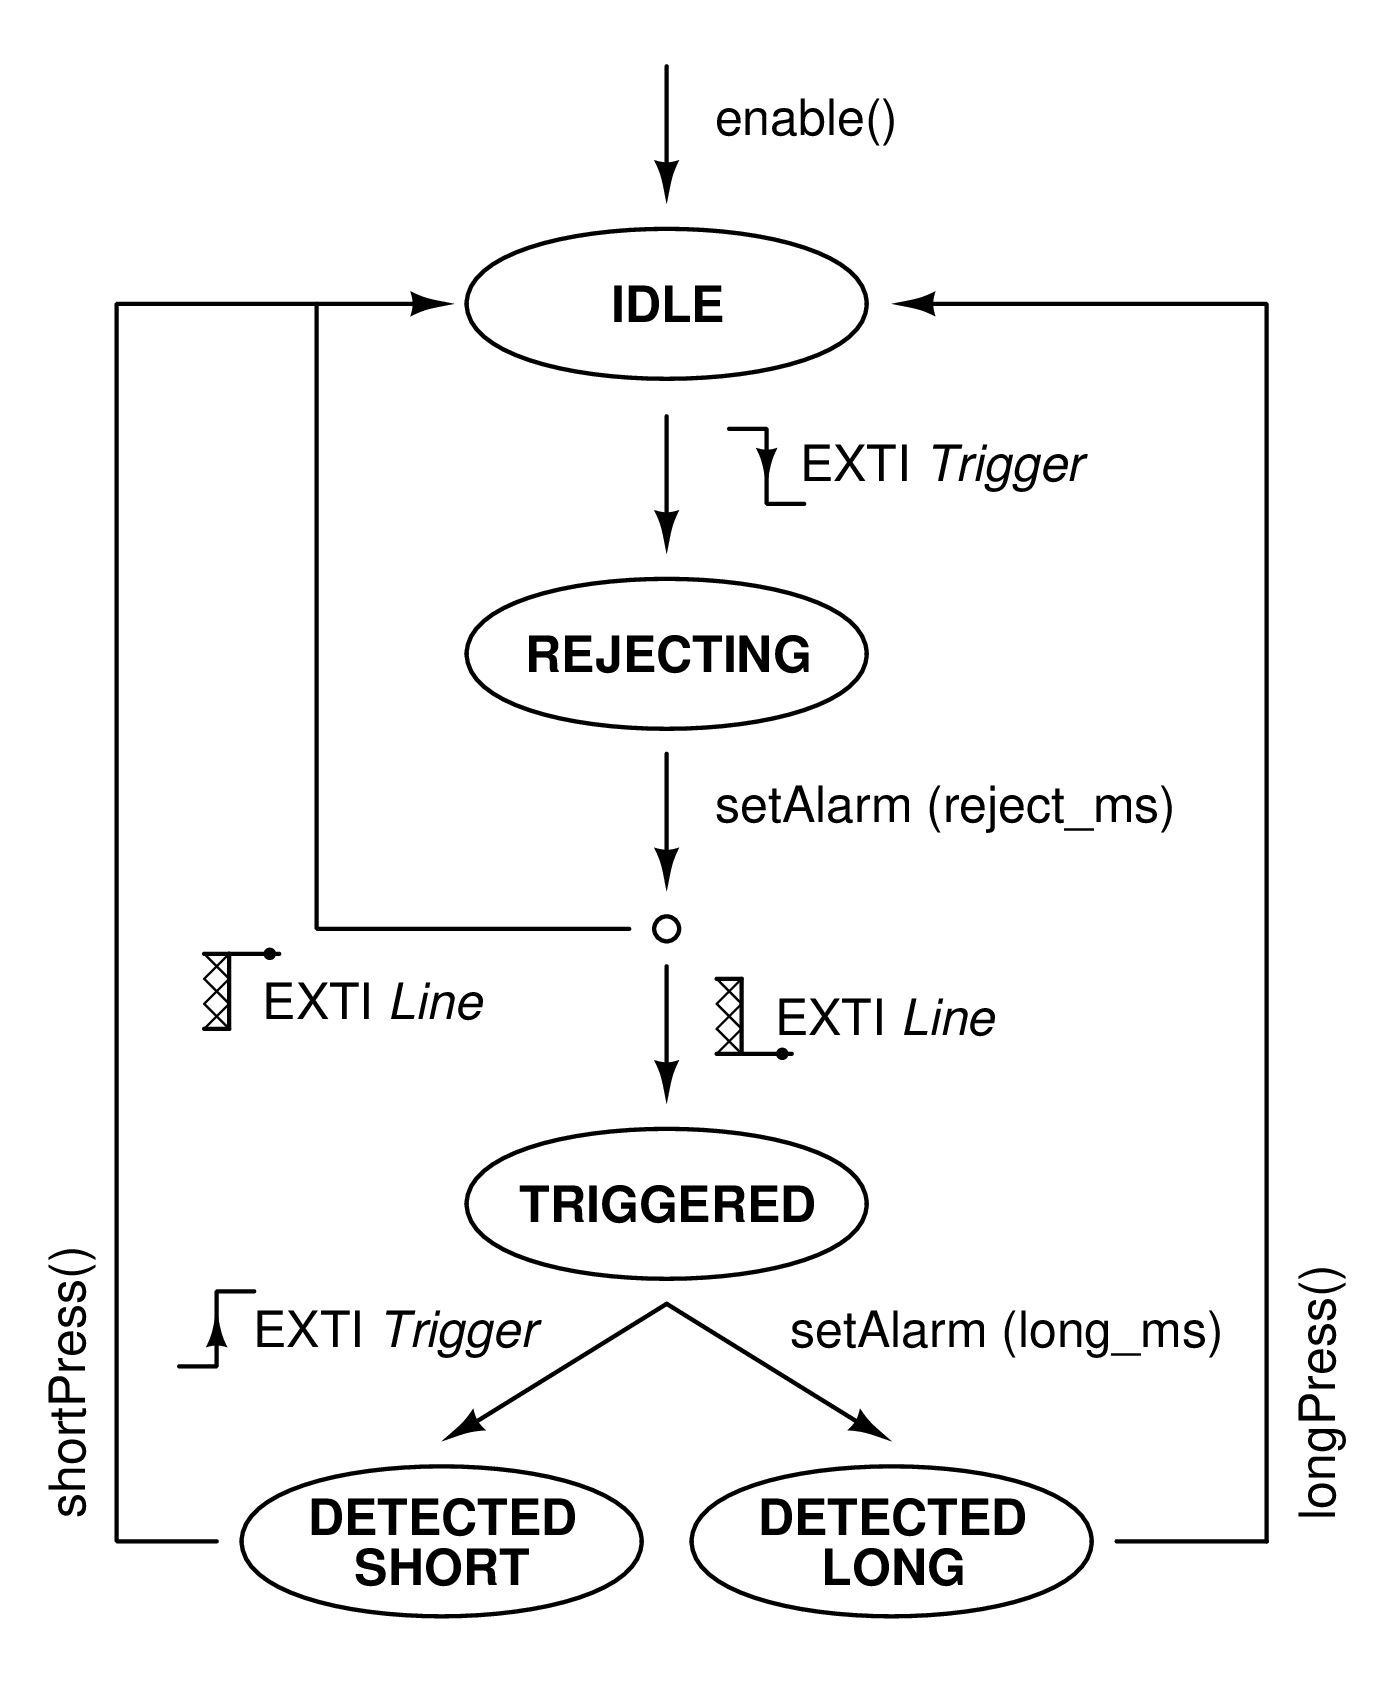 enable()
IDLE
EXTI Trigger
REJECTING
setAlarm (reject_ms)
EXTI Line
EXTI Line
TRIGGERED
shortPress()
EXTI Trigger
setAlarm (long_ms)
longPress()
DETECTED
SHORT
DETECTED
LONG